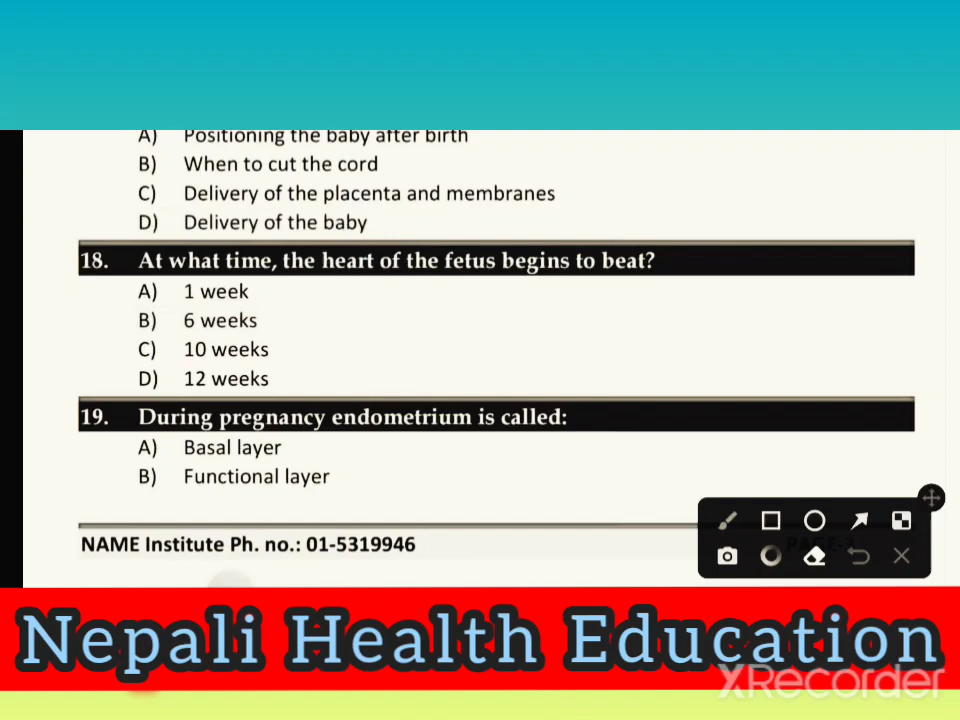 A) Positioning the baby after birth
B) When to cut the cord
C) Delivery of the placenta and membranes
D) Delivery of the baby
18. At what time, the heart of the fetus begins to beat?
A) 1 week
B) 6 weeks
C) 10 weeks
D) 12 weeks
19. During pregnancy endometrium is called:
A) Basal layer
B) Functional layer
NAME Institute Ph. no.: 01-5319946
Nepali Health Education
XRecorder